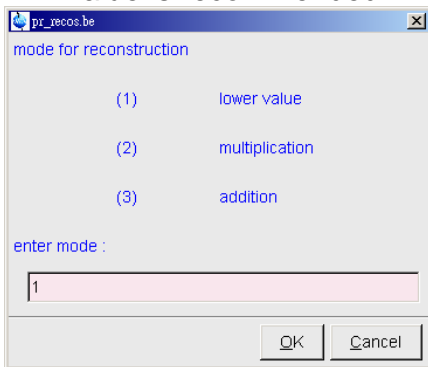 pr_recos.be
mode for reconstruction
(1) lower value
(2) multiplication
(3) addition
enter mode :
1
OK Cancel